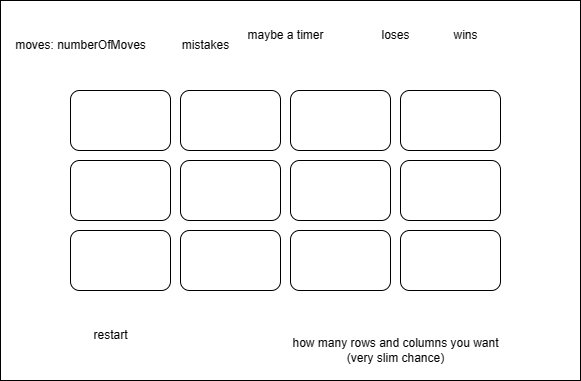 moves: numberOfMoves
mistakes
maybe a timer
loses
wins
restart
how many rows and columns you want
(very slim chance)